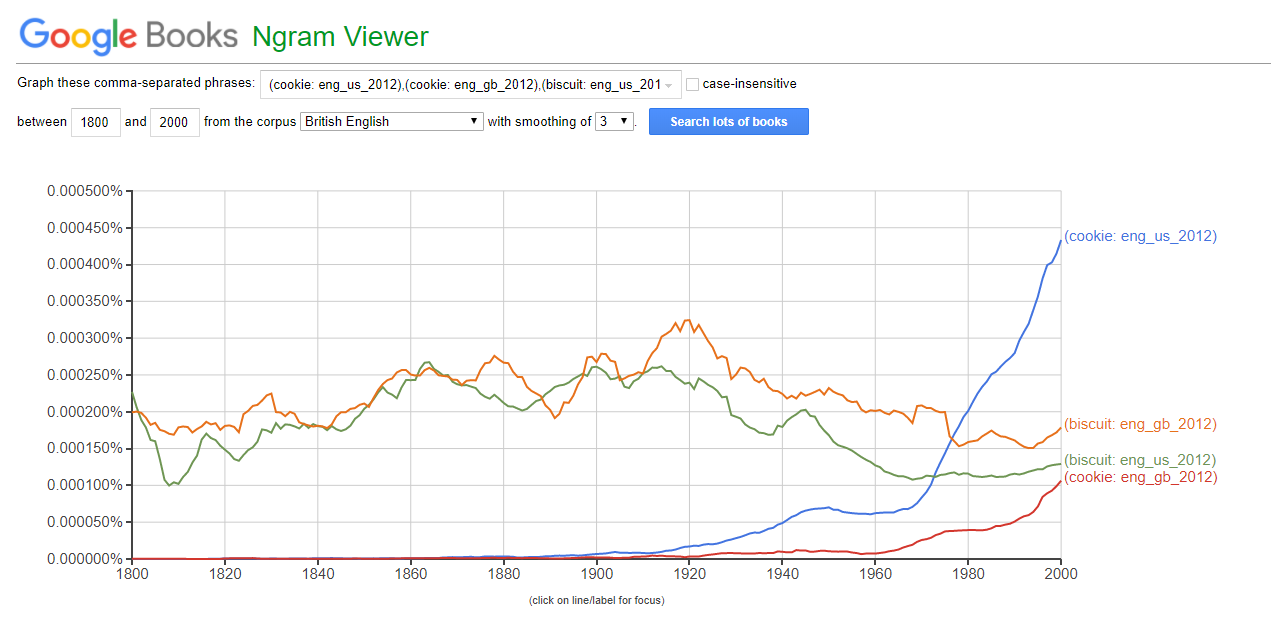 Google Books Ngram Viewer
Graph these comma-separated phrases: (cookie: eng_us_2012),(cookie: eng_gb_2012),(biscuit: eng_us_201 case-insensitive
between 1800 and 2000 from the corpus British English with smoothing of 3 . Search lots of books
0.000500%
0.000450%
(cookie: eng_us_2012)
0.000400%
0.000350%
0.000300%
0.000250%
0.000200%
(biscuit: eng_gb_2012)
0.000150%
(biscuit: eng_us_2012)
(cookie: eng_gb_2012)
0.000100%
0.000050%
0.000000%
1800 1820 1840 1860 1880 1900 1920 1940 1960 1980 2000
(click on line/label for focus)